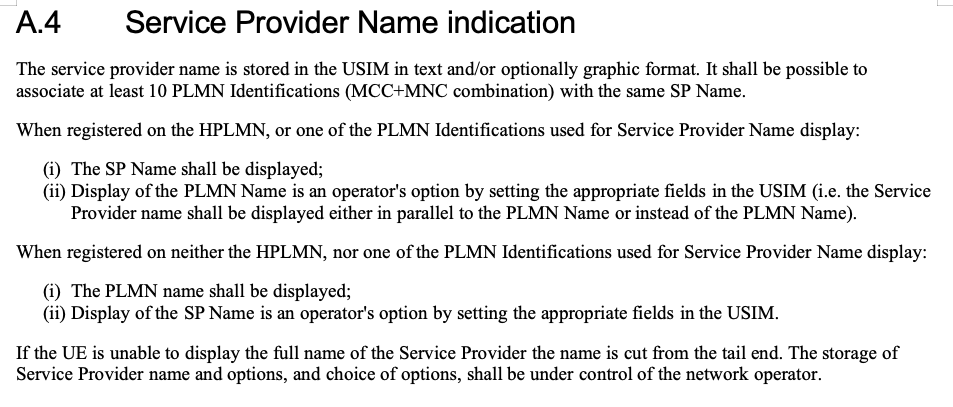 A.4 Service Provider Name indication
The service provider name is stored in the USIM in text and/or optionally graphic format. It shall be possible to
associate at least 10 PLMN Identifications (MCC+MNC combination) with the same SP Name.
When registered on the HPLMN, or one of the PLMN Identifications used for Service Provider Name display:
(i) The SP Name shall be displayed;
(ii) Display of the PLMN Name is an operator's option by setting the appropriate fields in the USIM (i.e. the Service
Provider name shall be displayed either in parallel to the PLMN Name or instead of the PLMN Name).
When registered on neither the HPLMN, nor one of the PLMN Identifications used for Service Provider Name display:
(i) The PLMN name shall be displayed;
(ii) Display of the SP Name is an operator's option by setting the appropriate fields in the USIM.
If the UE is unable to display the full name of the Service Provider the name is cut from the tail end. The storage of
Service Provider name and options, and choice of options, shall be under control of the network operator.